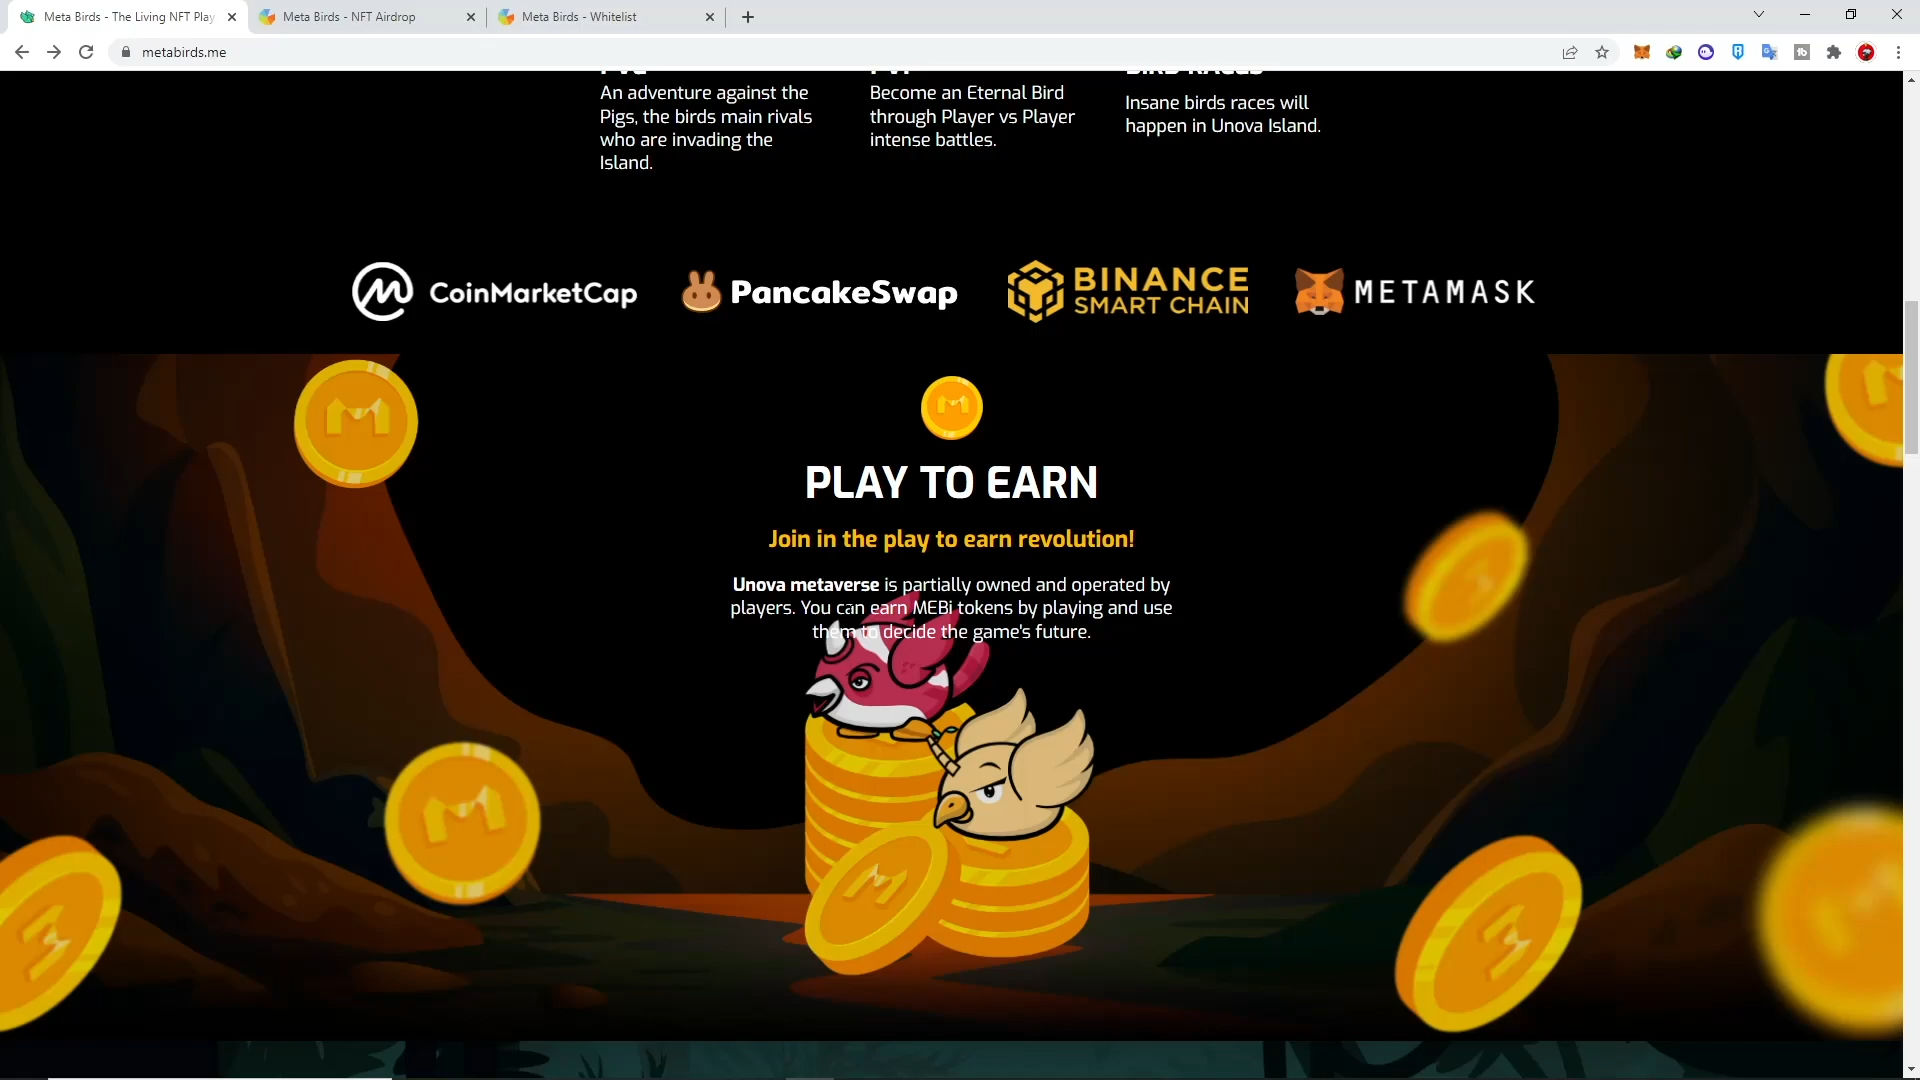 Meta Birds - The Living NFT Play
Meta Birds - NFT Airdrop
Meta Birds - Whitelist
metabirds.me
An adventure against the
Pigs, the birds main rivals
who are invading the
Island.
PVP
Become an Eternal Bird
through Player vs Player
intense battles.
BIRD RACES
Insane birds races will
happen in Unova Island.
CoinMarketCap
PancakeSwap
BINANCE
SMART CHAIN
METAMASK
PLAY TO EARN
Join in the play to earn revolution!
Unova metaverse is partially owned and operated by
players. You can earn MEBi tokens by playing and use
them to decide the game's future.